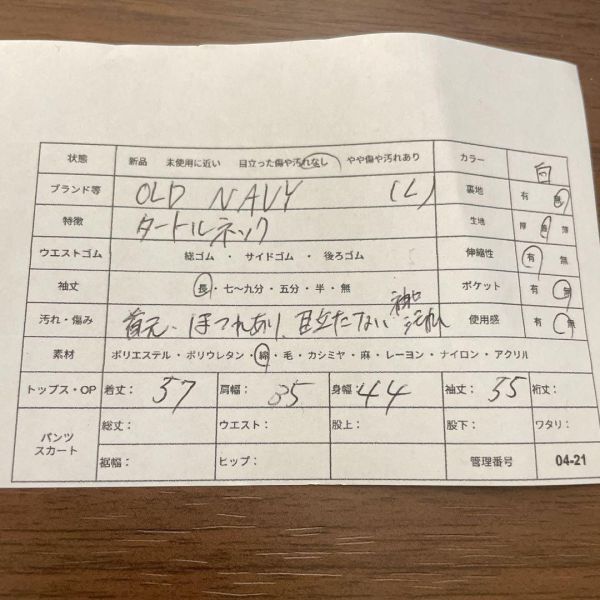 状態 新品 未使用に近い 目立った傷や汚れなし やや傷や汚れあり カラー 白
ブランド等 OLD NAVY (L) 裏地 有 無
特徴 タートルネック 生地 厚 普 薄
ウエストゴム 総ゴム ・ サイドゴム ・ 後ろゴム 伸縮性 有 無
袖丈 長・七〜九分・五分・半・無 ポケット 有 無
汚れ・傷み 首元、ほつれあり、目立たない 袖口汚れ 使用感 有 無
素材 ポリエステル・ポリウレタン・綿・毛・カシミヤ・麻・レーヨン・ナイロン・アクリル
トップス・OP 着丈: 57 肩幅: 35 身幅: 44 袖丈: 55 裄丈:
パンツ スカート 総丈: ウエスト: 股上: 股下: ワタリ:
裾幅: ヒップ: 管理番号 04-21